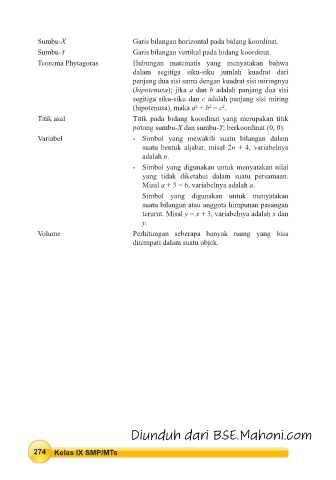 Sumbu-X Garis bilangan horizontal pada bidang koordinat.
Sumbu-Y Garis bilangan vertikal pada bidang koordinat.
Teorema Phytagoras Hubungan matematis yang menyatakan bahwa
dalam segitiga siku-siku jumlah kuadrat dari
panjang dua sisi sama dengan kuadrat sisi miringnya
(hipotenusa); jika a dan b adalah panjang dua sisi
segitiga siku-siku dan c adalah panjang sisi miring
(hipotenusa), maka a² + b² = c².
Titik asal Titik pada bidang koordinat yang merupakan titik
potong sumbu-X dan sumbu-Y; berkoordinat (0, 0).
Variabel - Simbol yang mewakili suatu bilangan dalam
suatu bentuk aljabar, misal 2n + 4, variabelnya
adalah n.
- Simbol yang digunakan untuk menyatakan nilai
yang tidak diketahui dalam suatu persamaan.
Misal a + 3 = 6, variabelnya adalah a.
Simbol yang digunakan untuk menyatakan
suatu bilangan atau anggota himpunan pasangan
terurut. Misal y = x + 3, variabelnya adalah x dan
y.
Volume Perhitungan seberapa banyak ruang yang bisa
ditempati dalam suatu objek.
Diunduh dari BSE.Mahoni.com
274 Kelas IX SMP/MTs